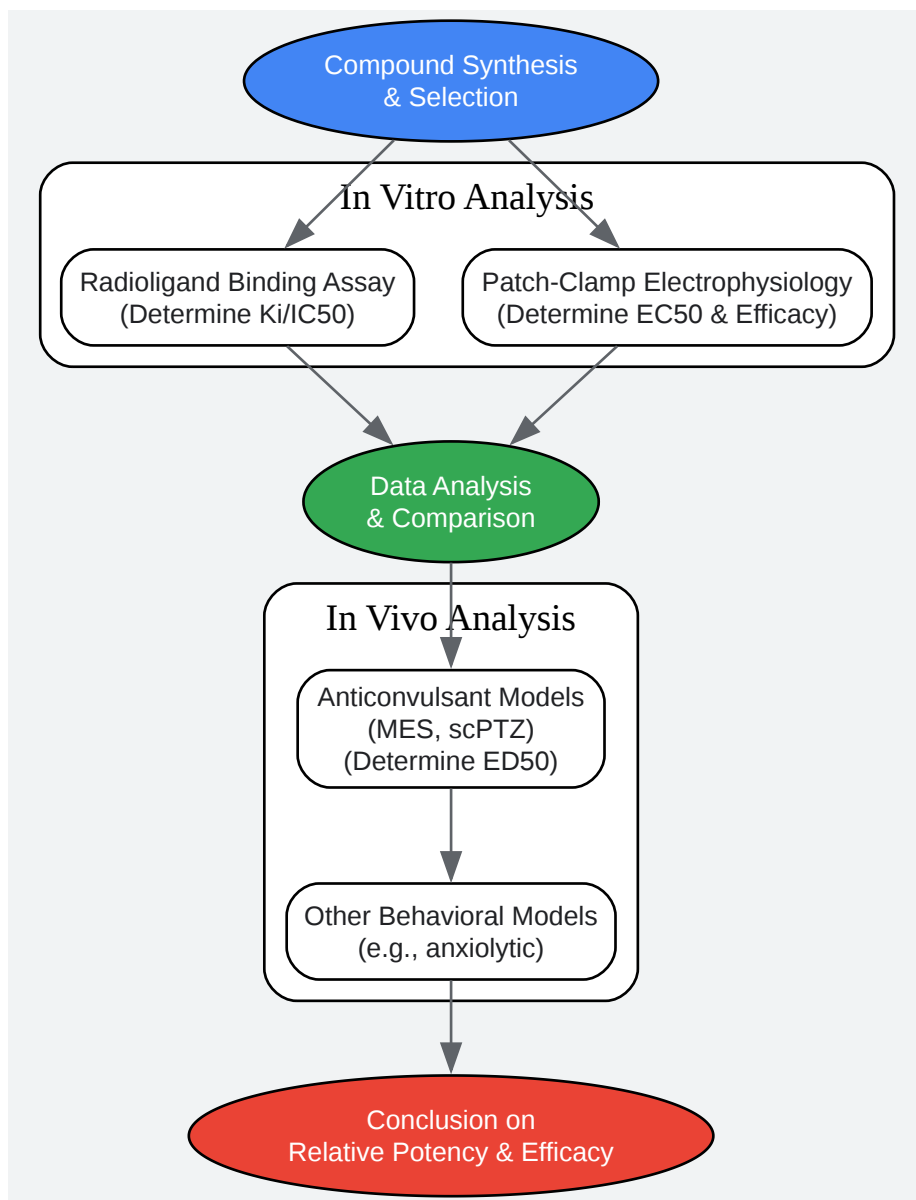 Compound Synthesis
& Selection
In Vitro Analysis
Radioligand Binding Assay
(Determine Ki/IC50)
Patch-Clamp Electrophysiology
(Determine EC50 & Efficacy)
Data Analysis
& Comparison
In Vivo Analysis
Anticonvulsant Models
(MES, scPTZ)
(Determine ED50)
Other Behavioral Models
(e.g., anxiolytic)
Conclusion on
Relative Potency & Efficacy